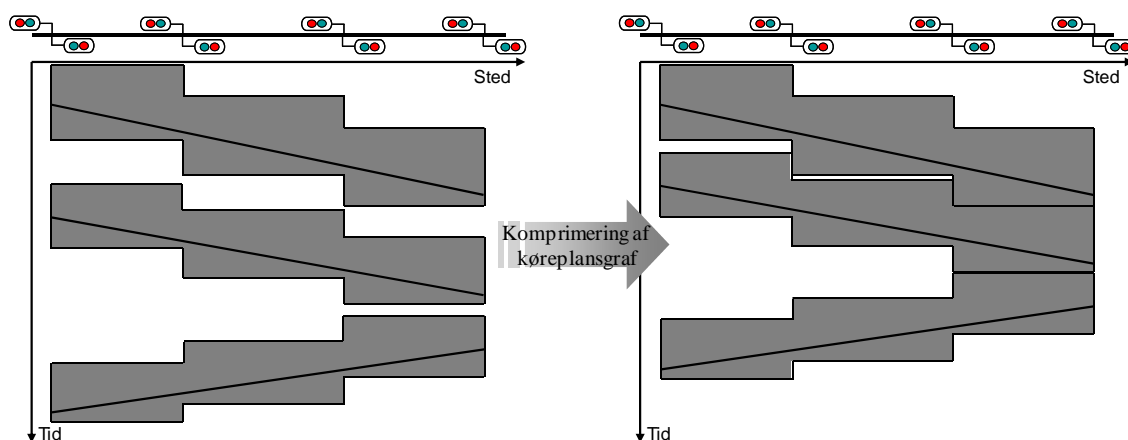 Sted
Sted
Komprimering af
køreplansgraf
Tid
Tid